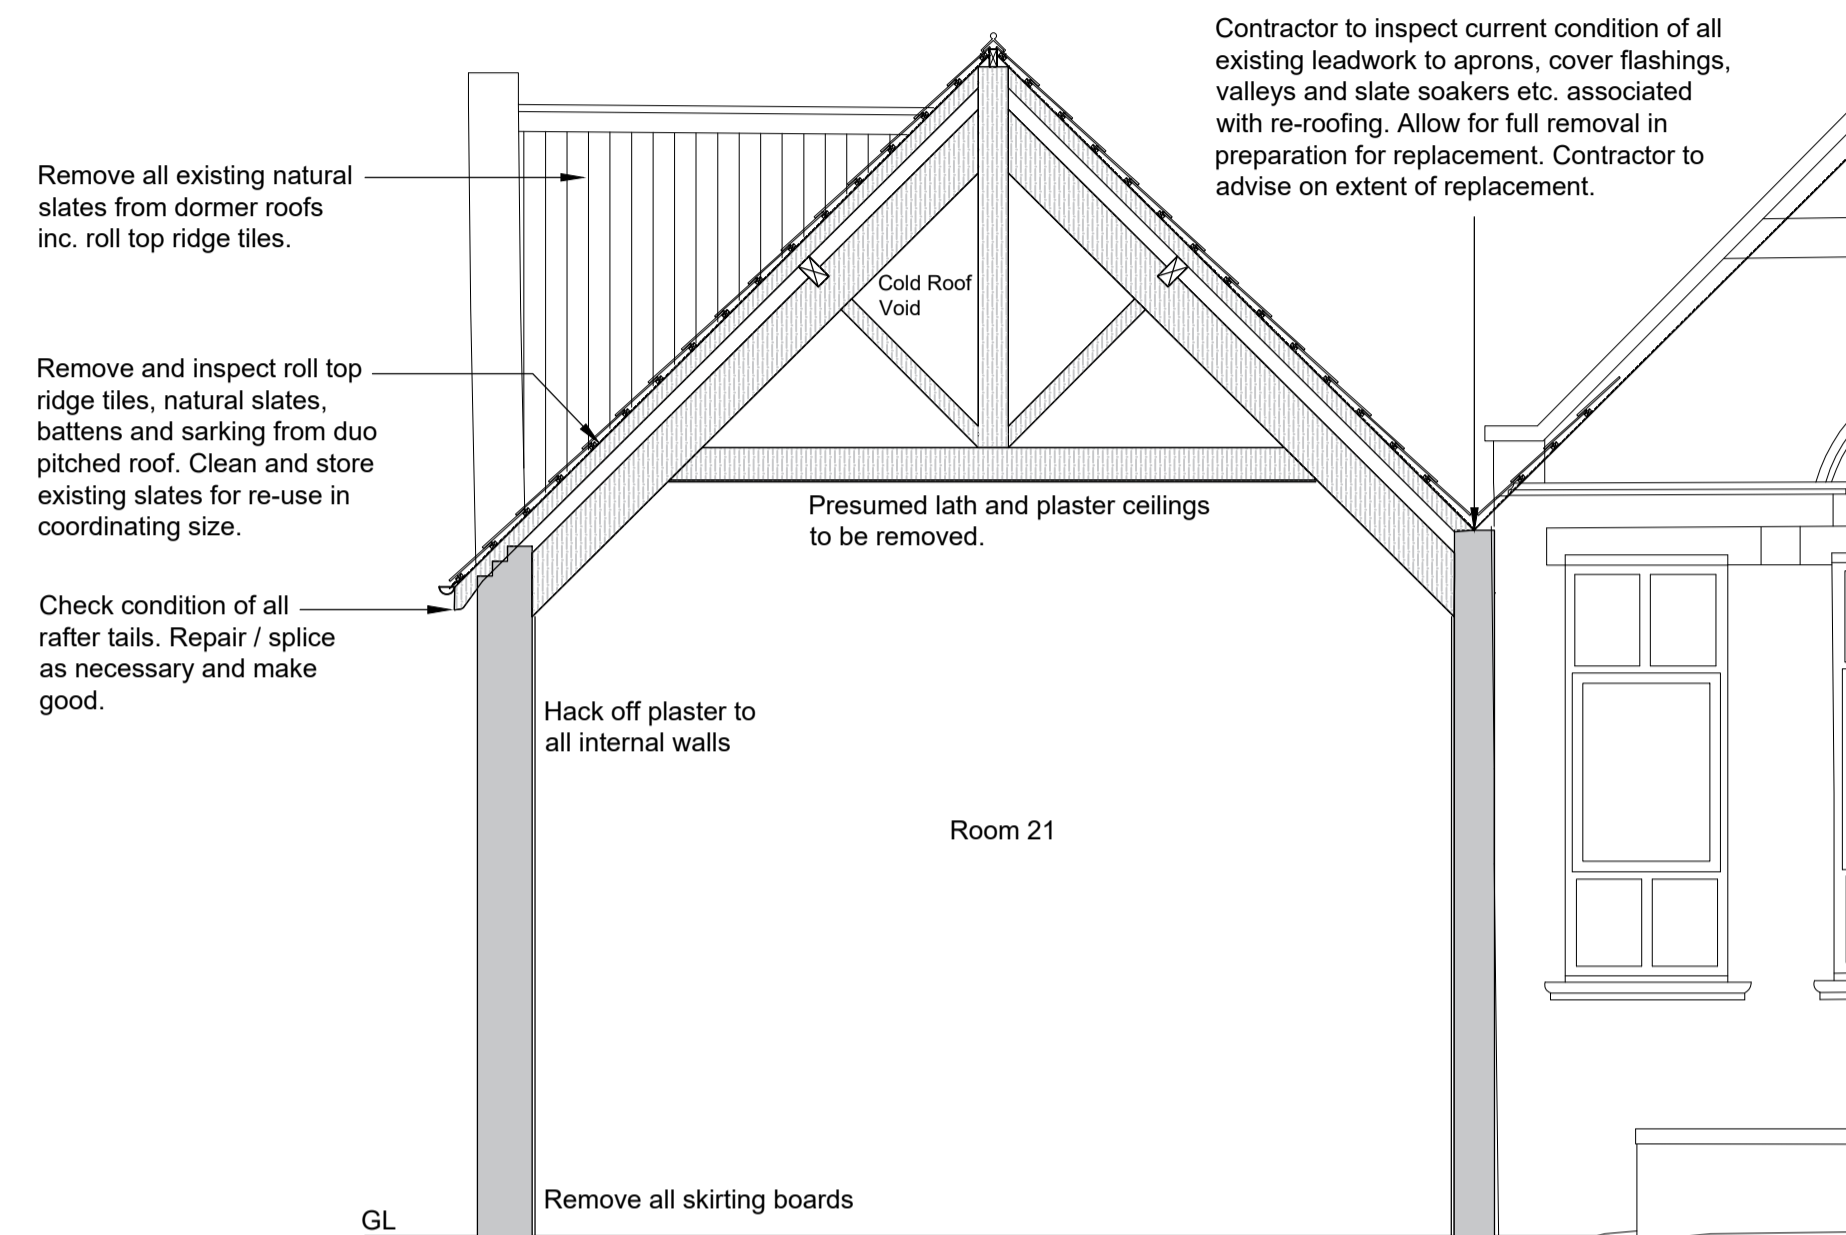 Contractor to inspect current condition of all
existing leadwork to aprons, cover flashings,
valleys and slate soakers etc. associated
with re-roofing. Allow for full removal in
preparation for replacement. Contractor to
advise on extent of replacement.
Remove all existing natural
slates from dormer roofs
inc. roll top ridge tiles.
Cold Roof
Void
Remove and inspect roll top
ridge tiles, natural slates,
battens and sarking from duo
pitched roof. Clean and store
existing slates for re-use in
coordinating size.
Presumed lath and plaster ceilings
to be removed.
Check condition of all
rafter tails. Repair / splice
as necessary and make
good.
Hack off plaster to
all internal walls
Room 21
Remove all skirting boards
GL